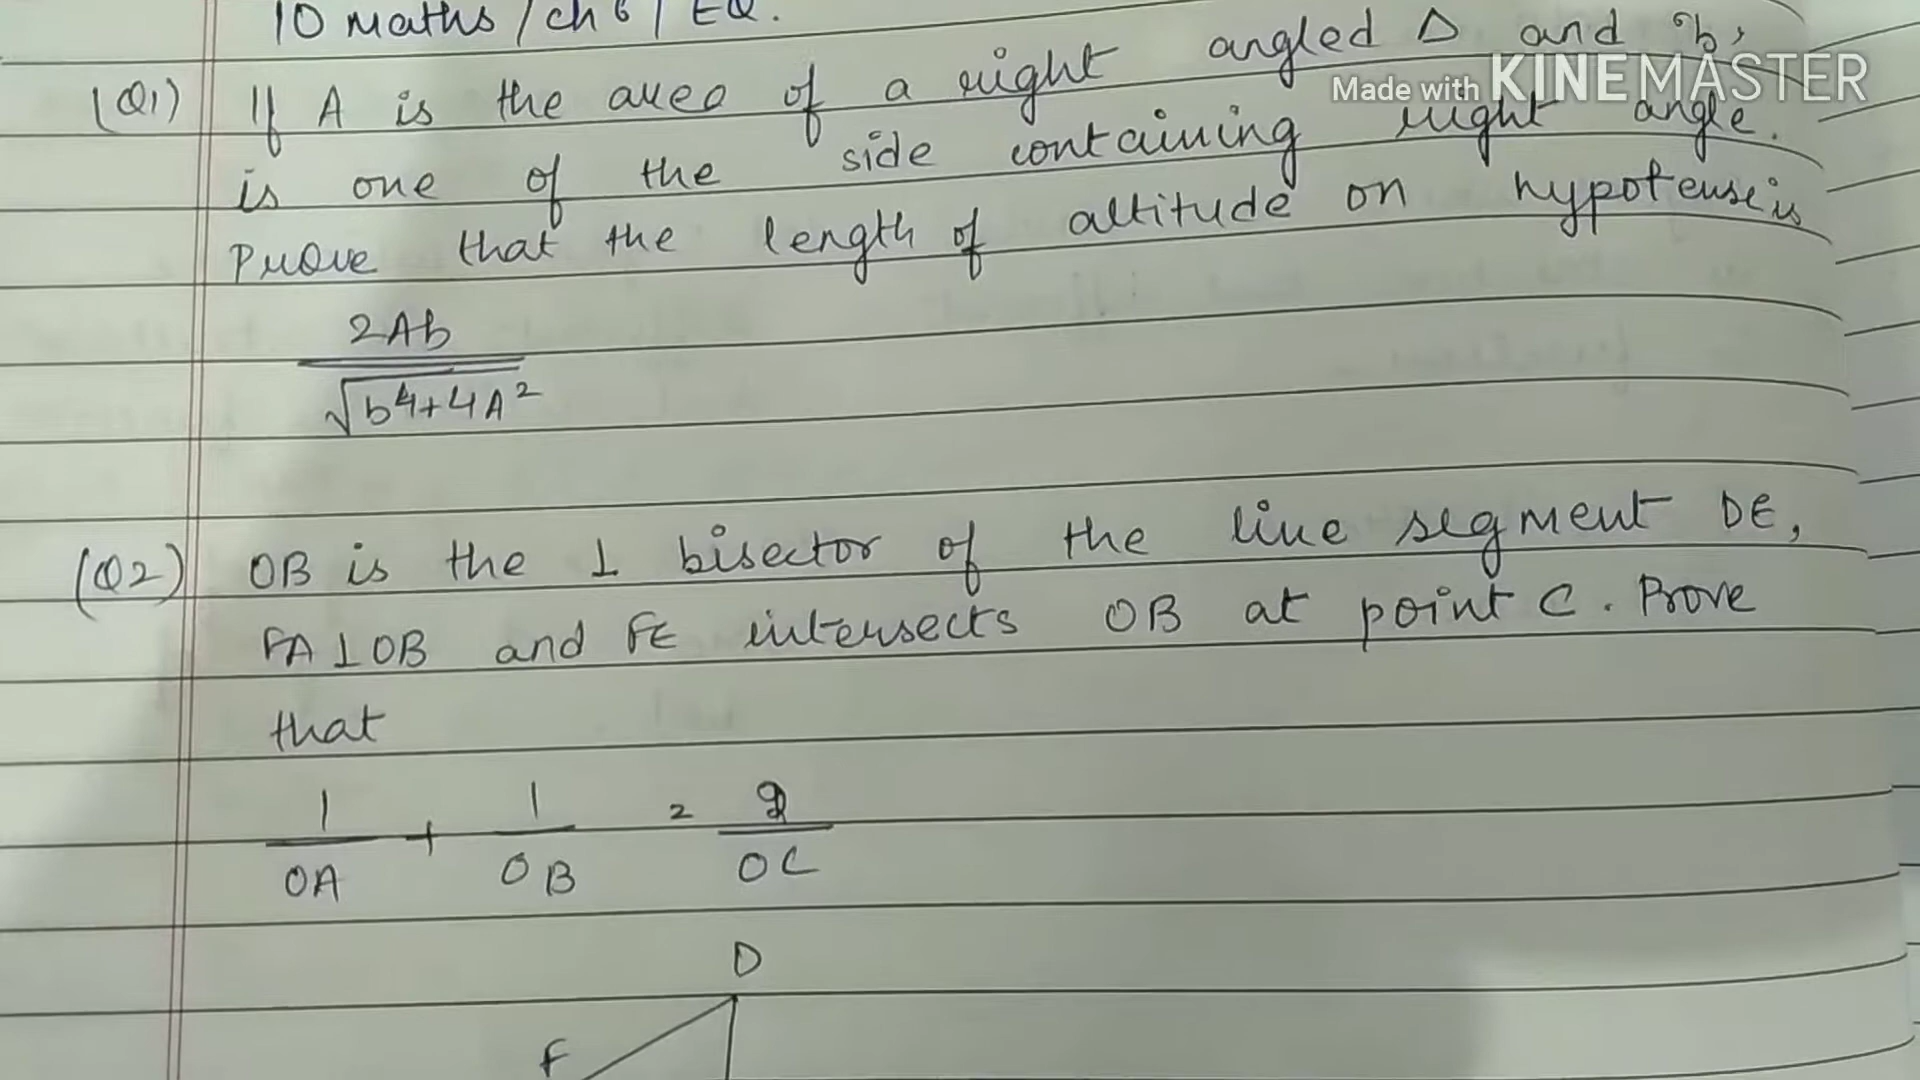 10 Maths / Ch 6 / EQ.
(Q1) If A is the area of a right angled Δ and b,
Made with KINEMASTER
is one of the side containing right angle.
Prove that the length of altitude on hypotenuse is
2Ab
√b⁴+4A²
(Q2) OB is the ⊥ bisector of the line segment DE,
FA ⊥ OB and FE intersects OB at point C. Prove
that
1 1 = 2
+
OA OB OC
D
F